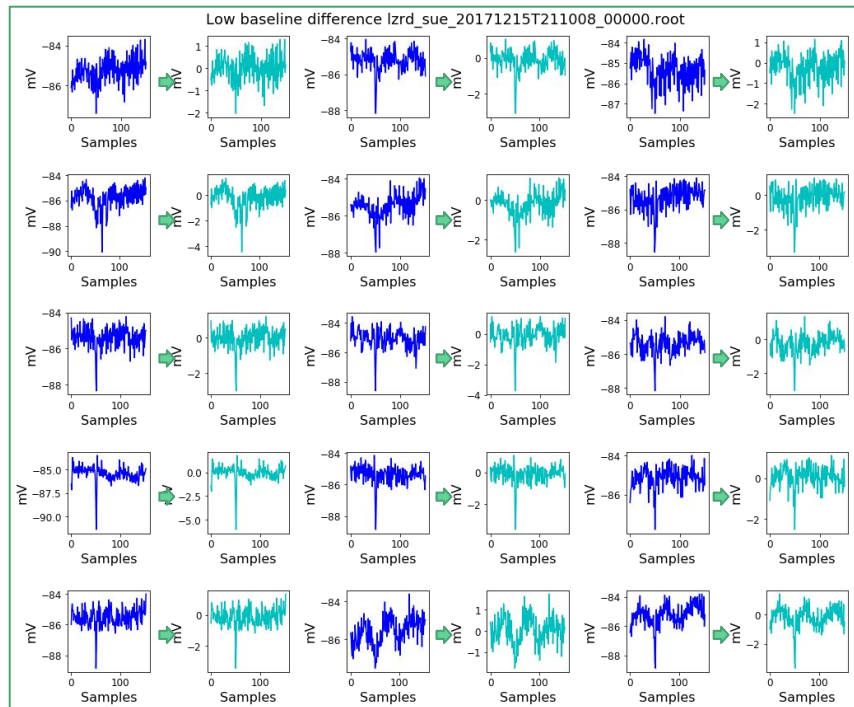 Low baseline difference lzrd_sue_20171215T211008_00000.root
mV
−84
−86
0 100
Samples
mV
1
0
−1
−2
0 100
Samples
mV
−84
−86
−88
0 100
Samples
mV
0
−2
0 100
Samples
mV
−84
−85
−86
−87
0 100
Samples
mV
1
0
−1
−2
0 100
Samples
mV
−84
−86
−88
−90
0 100
Samples
mV
0
−2
−4
0 100
Samples
mV
−84
−86
−88
0 100
Samples
mV
0
−2
0 100
Samples
mV
−84
−86
−88
0 100
Samples
mV
0
−2
0 100
Samples
mV
−84
−86
−88
0 100
Samples
mV
0
−2
0 100
Samples
mV
−84
−86
−88
0 100
Samples
mV
0
−2
−4
0 100
Samples
mV
−84
−86
−88
0 100
Samples
mV
0
−2
0 100
Samples
mV
−85.0
−87.5
−90.0
0 100
Samples
mV
0.0
−2.5
−5.0
0 100
Samples
mV
−84
−86
−88
0 100
Samples
mV
0
−2
0 100
Samples
mV
−84
−86
0 100
Samples
mV
0
−2
0 100
Samples
mV
−84
−86
−88
0 100
Samples
mV
0
−2
0 100
Samples
mV
−84
−86
0 100
Samples
mV
1
0
−1
0 100
Samples
mV
−84
−86
−88
0 100
Samples
mV
0
−2
0 100
Samples